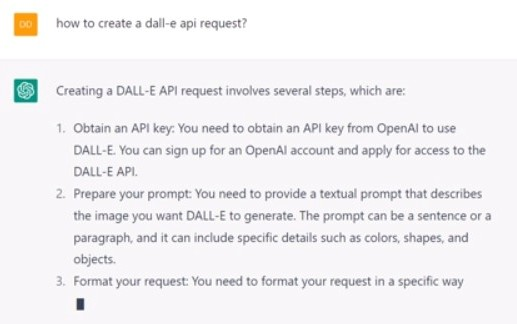 DD
how to create a dall-e api request?
Creating a DALL-E API request involves several steps, which are:
1. Obtain an API key: You need to obtain an API key from OpenAI to use
DALL-E. You can sign up for an OpenAI account and apply for access to the
DALL-E API.
2. Prepare your prompt: You need to provide a textual prompt that describes
the image you want DALL-E to generate. The prompt can be a sentence or a
paragraph, and it can include specific details such as colors, shapes, and
objects.
3. Format your request: You need to format your request in a specific way